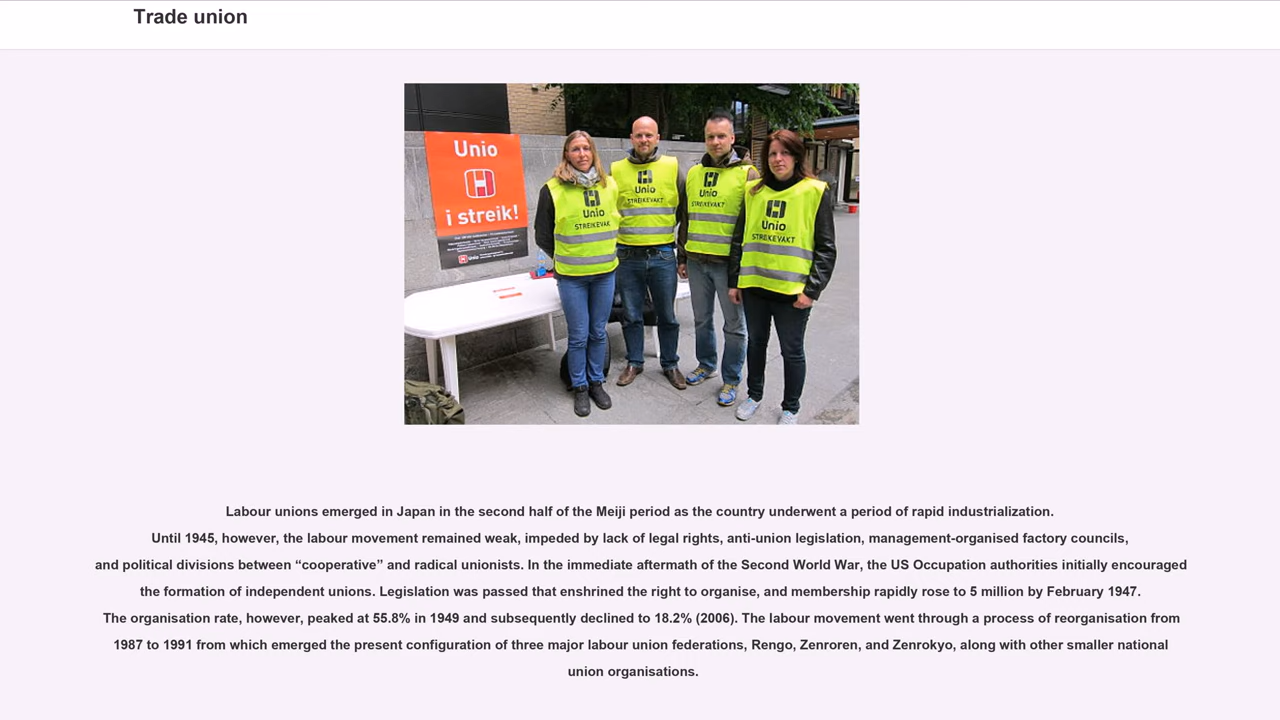 Trade union
Unio
i streik!
Unio
Unio
STREIKEVAK
Unio
STREIKEVAKT
Unio
STREIKEVAKT
Unio
STREIKEVAKT
Labour unions emerged in Japan in the second half of the Meiji period as the country underwent a period of rapid industrialization.
Until 1945, however, the labour movement remained weak, impeded by lack of legal rights, anti-union legislation, management-organised factory councils,
and political divisions between “cooperative” and radical unionists. In the immediate aftermath of the Second World War, the US Occupation authorities initially encouraged
the formation of independent unions. Legislation was passed that enshrined the right to organise, and membership rapidly rose to 5 million by February 1947.
The organisation rate, however, peaked at 55.8% in 1949 and subsequently declined to 18.2% (2006). The labour movement went through a process of reorganisation from
1987 to 1991 from which emerged the present configuration of three major labour union federations, Rengo, Zenroren, and Zenrokyo, along with other smaller national
union organisations.